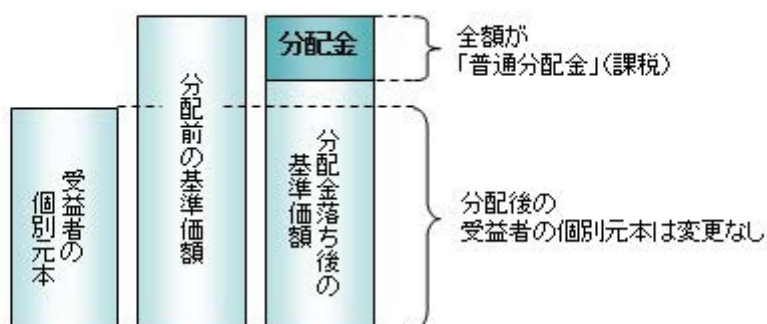 受益者の
個別元本
分配前の基準価額
分配金
分配金落ち後の
基準価額
全額が
「普通分配金」(課税)
分配後の
受益者の個別元本は変更なし